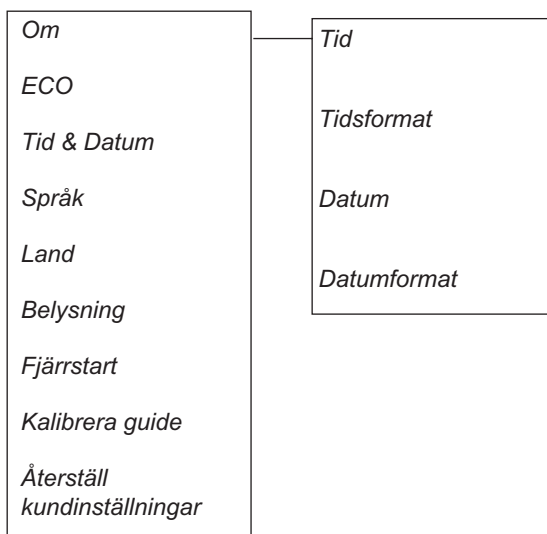 Om
ECO
Tid & Datum
Språk
Land
Belysning
Fjärrstart
Kalibrera guide
Återställ
kundinställningar
Tid
Tidsformat
Datum
Datumformat